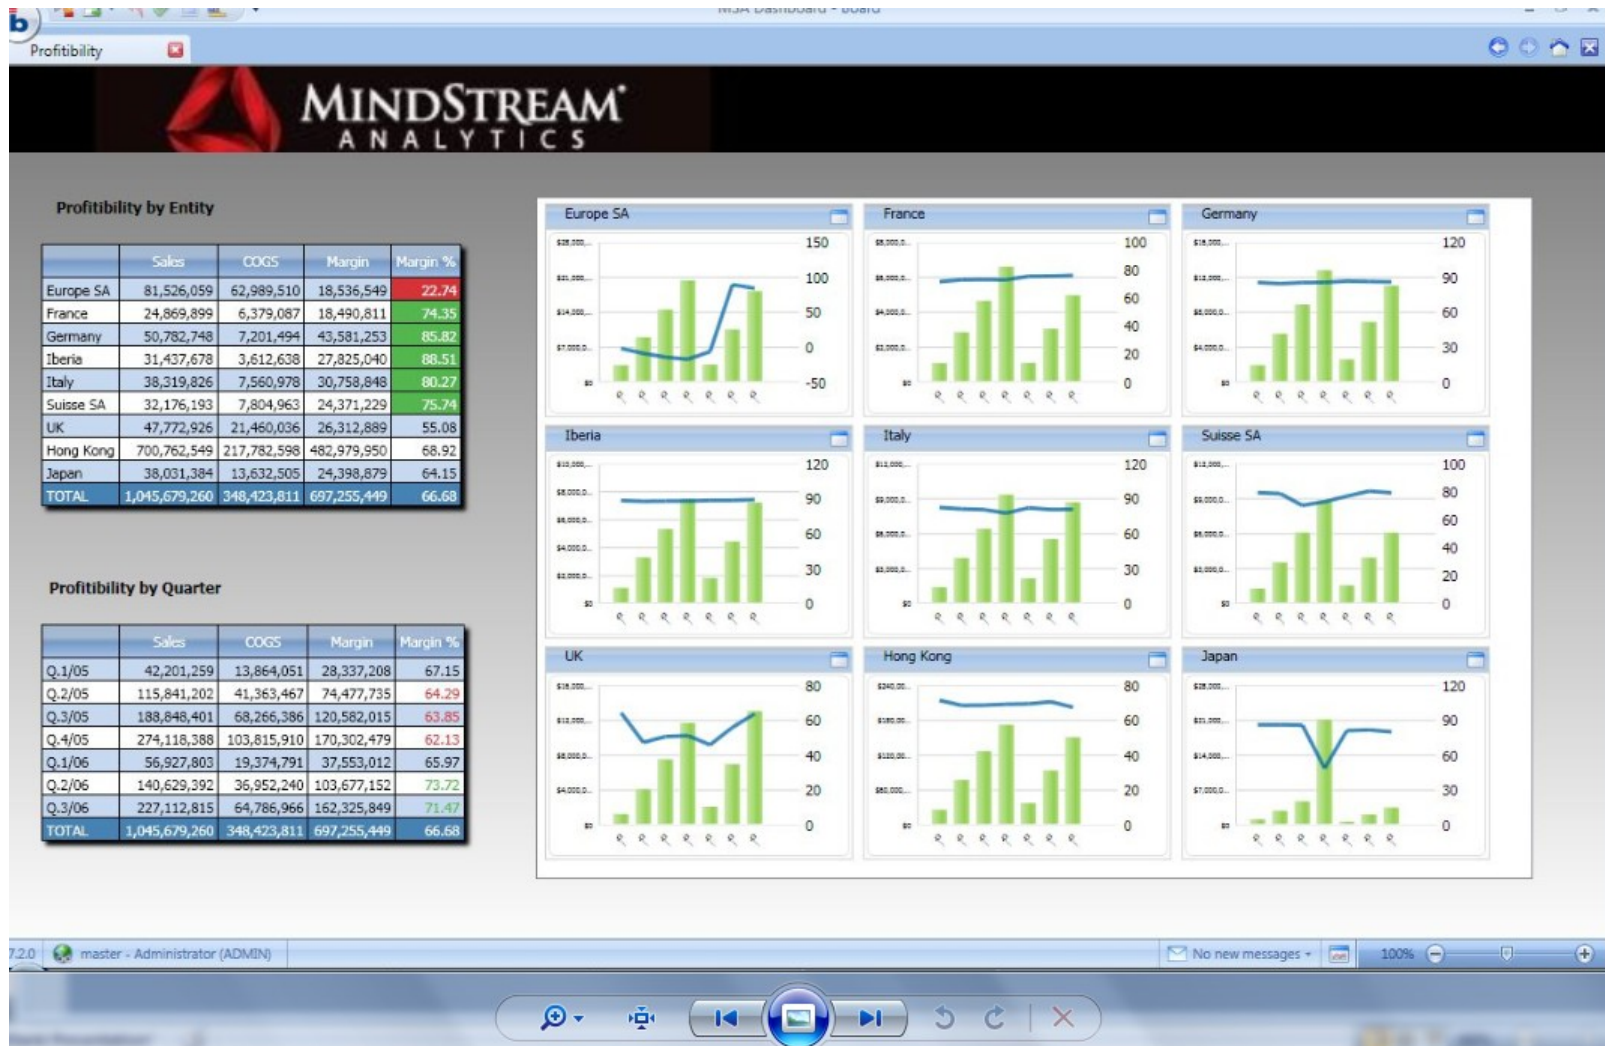 Profitibility
MINDSTREAM
ANALYTICS
Profitibility by Entity
Sales COGS Margin Margin %
Europe SA 81,526,059 62,989,510 18,536,549 22.74
France 24,869,899 6,379,087 18,490,811 74.35
Germany 50,782,748 7,201,494 43,581,253 85.82
Iberia 31,437,678 3,612,638 27,825,040 88.51
Italy 38,319,826 7,560,978 30,758,848 80.27
Suisse SA 32,176,193 7,804,963 24,371,229 75.74
UK 47,772,926 21,460,036 26,312,889 55.08
Hong Kong 700,762,549 217,782,598 482,979,950 68.92
Japan 38,031,384 13,632,505 24,398,879 64.15
TOTAL 1,045,679,260 348,423,811 697,255,449 66.68
Profitibility by Quarter
Sales COGS Margin Margin %
Q.1/05 42,201,259 13,864,051 28,337,208 67.15
Q.2/05 115,841,202 41,363,467 74,477,735 64.29
Q.3/05 188,848,401 68,266,386 120,582,015 63.85
Q.4/05 274,118,388 103,815,910 170,302,479 62.13
Q.1/06 56,927,803 19,374,791 37,553,012 65.97
Q.2/06 140,629,392 36,952,240 103,677,152 73.72
Q.3/06 227,112,815 64,786,966 162,325,849 71.47
TOTAL 1,045,679,260 348,423,811 697,255,449 66.68
Europe SA
150
100
50
0
-50
$0
France
100
80
60
40
20
0
$0
Germany
120
90
60
30
0
$0
Iberia
120
90
60
30
0
$0
Italy
120
90
60
30
0
$0
Suisse SA
100
80
60
40
20
0
$0
UK
80
60
40
20
0
$0
Hong Kong
80
60
40
20
0
$0
Japan
120
90
60
30
0
$0
7.2.0 master - Administrator (ADMIN) No new messages 100%